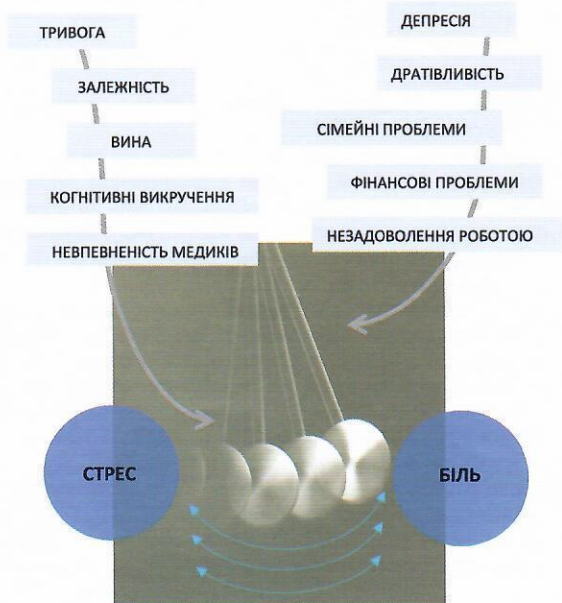 ТРИВОГА
ЗАЛЕЖНІСТЬ
ВИНА
КОГНІТИВНІ ВИКРУЧЕННЯ
НЕВПЕВНЕНІСТЬ МЕДИКІВ
ДЕПРЕСІЯ
ДРАТІВЛИВІСТЬ
СІМЕЙНІ ПРОБЛЕМИ
ФІНАНСОВІ ПРОБЛЕМИ
НЕЗАДОВОЛЕННЯ РОБОТОЮ
СТРЕС
БІЛЬ